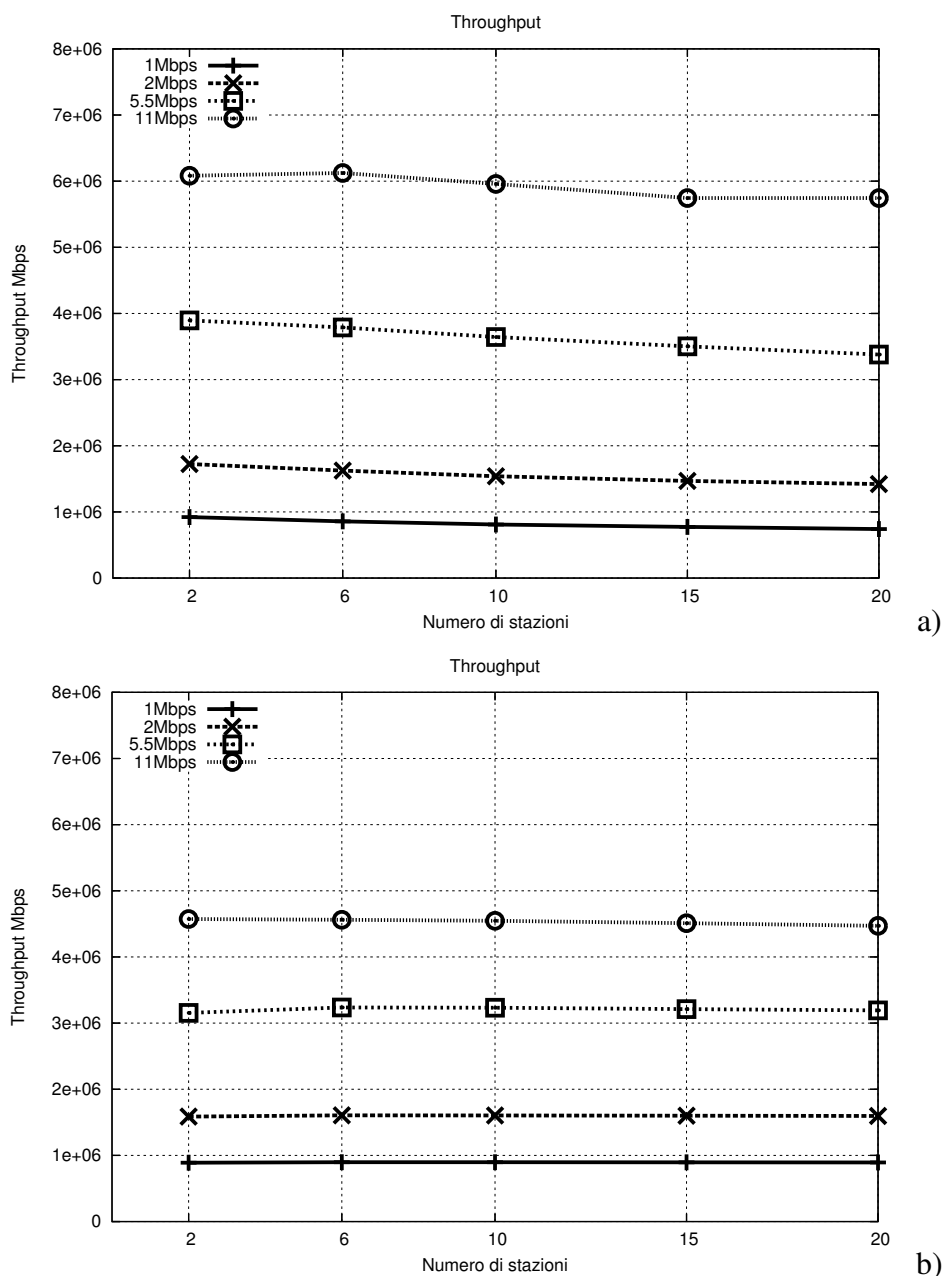 Throughput
8e+06
7e+06
6e+06
5e+06
4e+06
3e+06
2e+06
1e+06
0
Throughput Mbps
1Mbps
2Mbps
5.5Mbps
11Mbps
2 6 10 15 20
Numero di stazioni
a)
Throughput
8e+06
7e+06
6e+06
5e+06
4e+06
3e+06
2e+06
1e+06
0
Throughput Mbps
1Mbps
2Mbps
5.5Mbps
11Mbps
2 6 10 15 20
Numero di stazioni
b)